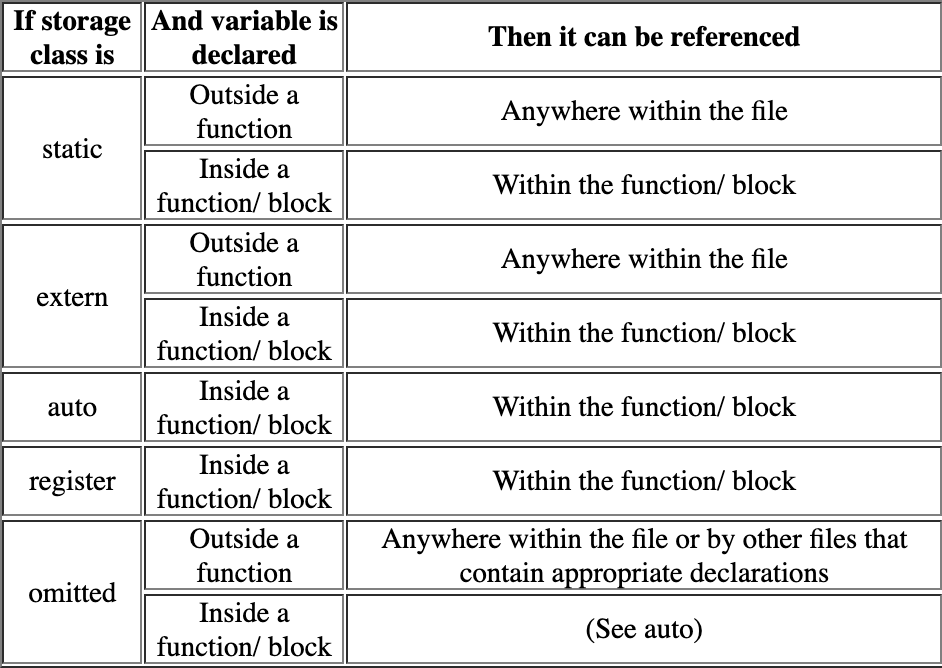 If storage
class is
And variable is
declared
Then it can be referenced
static
Outside a
function
Anywhere within the file
Inside a
function/ block
Within the function/ block
extern
Outside a
function
Anywhere within the file
Inside a
function/ block
Within the function/ block
auto
Inside a
function/ block
Within the function/ block
register
Inside a
function/ block
Within the function/ block
omitted
Outside a
function
Anywhere within the file or by other files that
contain appropriate declarations
Inside a
function/ block
(See auto)